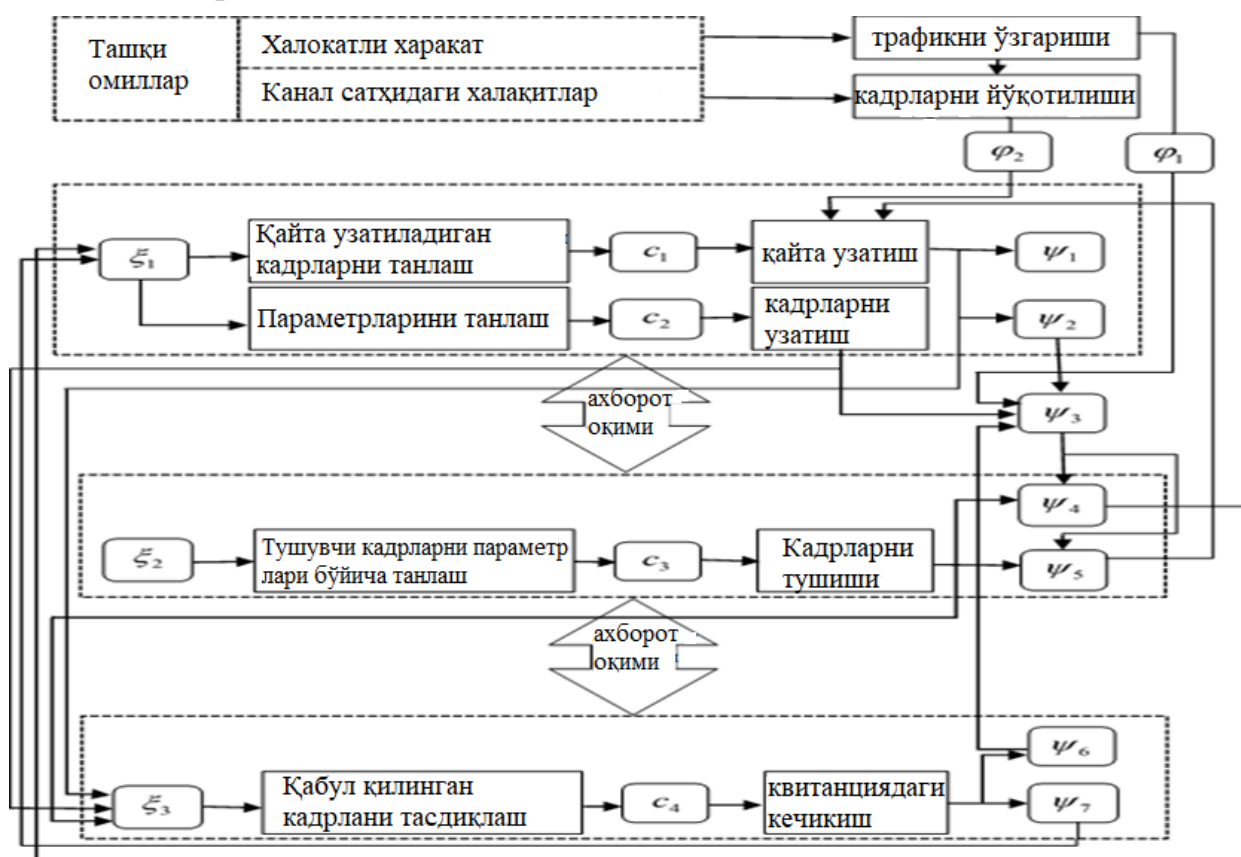 Ташқи
омиллар
Халокатли харакат
Канал сатҳидаги халақитлар
трафикни ўзгариши
кадрларни йўқотилиши
φ₂
φ₁
ξ₁
Қайта узатиладиган
кадрларни танлаш
c₁
қайта узатиш
ψ₁
Параметрларини танлаш
c₂
кадрларни
узатиш
ψ₂
ахборот
оқими
ψ₃
ψ₄
ξ₂
Тушувчи кадрларни параметр
лари бўйича танлаш
c₃
Кадрларни
тушиши
ψ₅
ахборот
оқими
ψ₆
ξ₃
Қабул қилинган
кадрлани тасдиқлаш
c₄
квитанциядаги
кечикиш
ψ₇